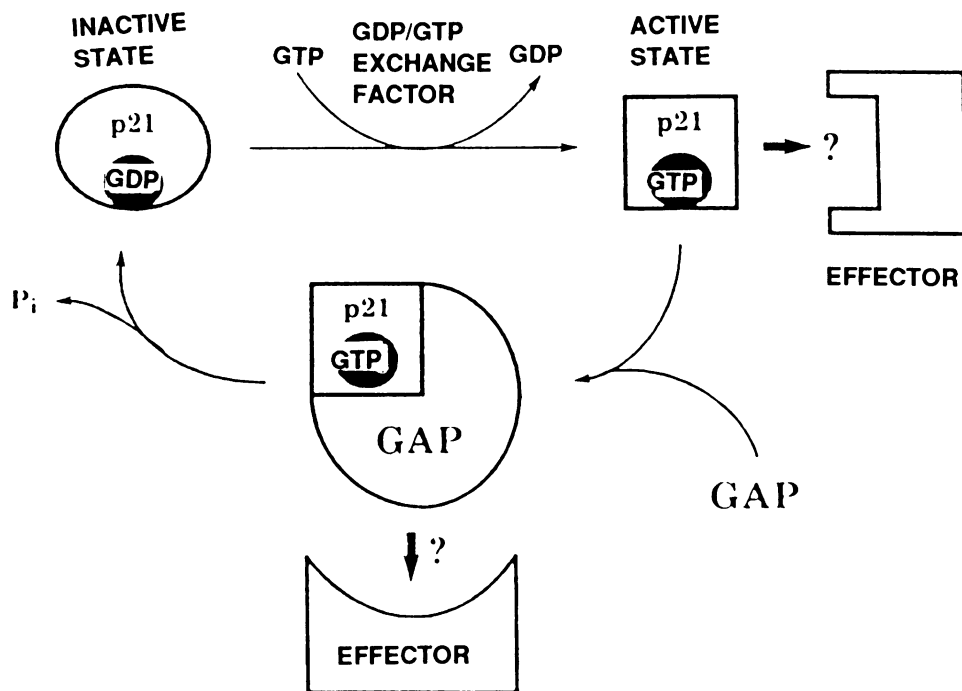 INACTIVE
STATE
GTP
GDP/GTP
EXCHANGE
FACTOR
GDP
ACTIVE
STATE
p21
GDP
p21
GTP
?
EFFECTOR
Pi
p21
GTP
GAP
GAP
?
EFFECTOR